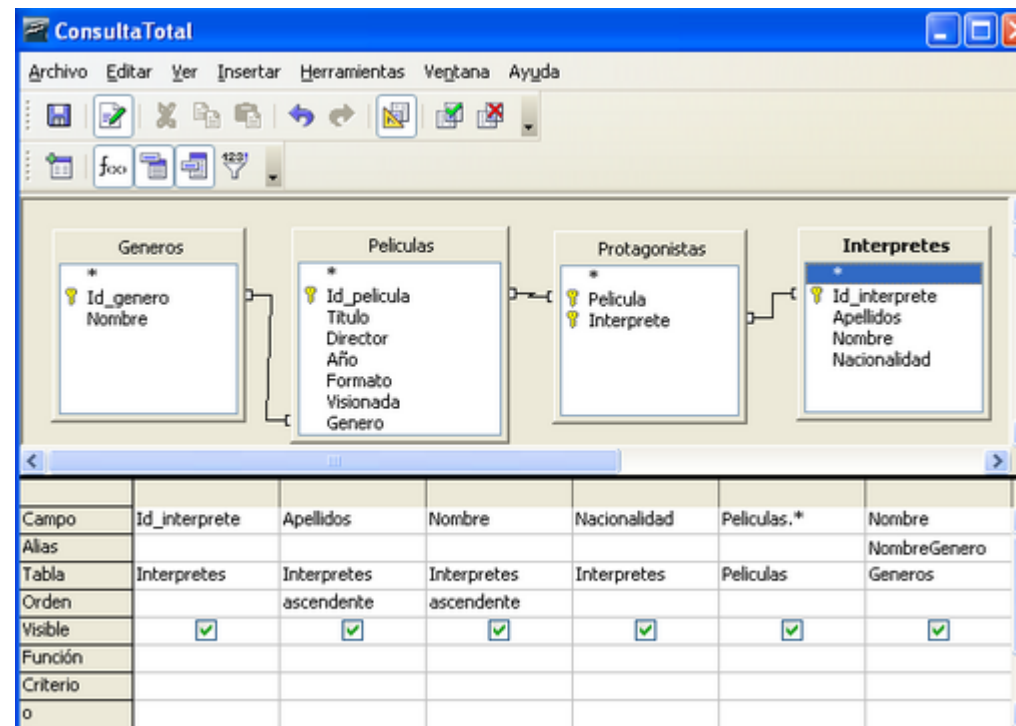 ConsultaTotal
Archivo Editar Ver Insertar Herramientas Ventana Ayuda
f(x) 123!
Generos
*
Id_genero
Nombre
Peliculas
*
Id_pelicula
Titulo
Director
Año
Formato
Visionada
Genero
Protagonistas
*
Pelicula
Interprete
Interpretes
*
Id_interprete
Apellidos
Nombre
Nacionalidad
Campo Id_interprete Apellidos Nombre Nacionalidad Peliculas.* Nombre
Alias NombreGenero
Tabla Interpretes Interpretes Interpretes Interpretes Peliculas Generos
Orden ascendente ascendente
Visible
Función
Criterio
o